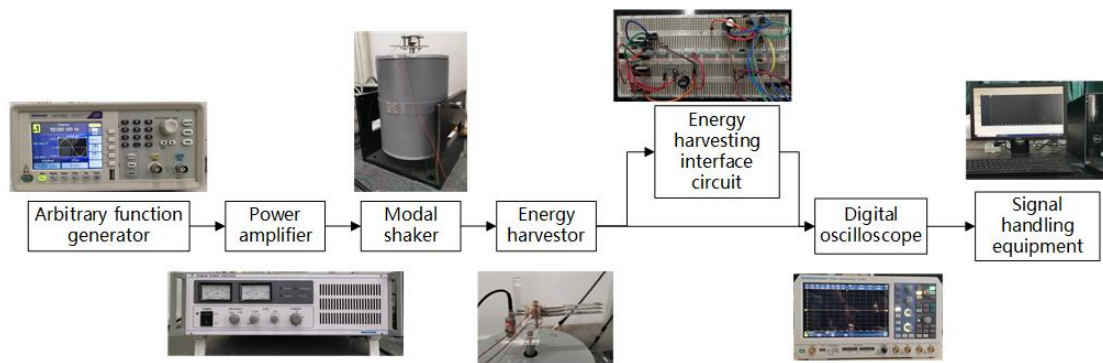 Energy
harvesting
interface
circuit
Arbitrary function
generator
Power
amplifier
Modal
shaker
Energy
harvestor
Digital
oscilloscope
Signal
handling
equipment